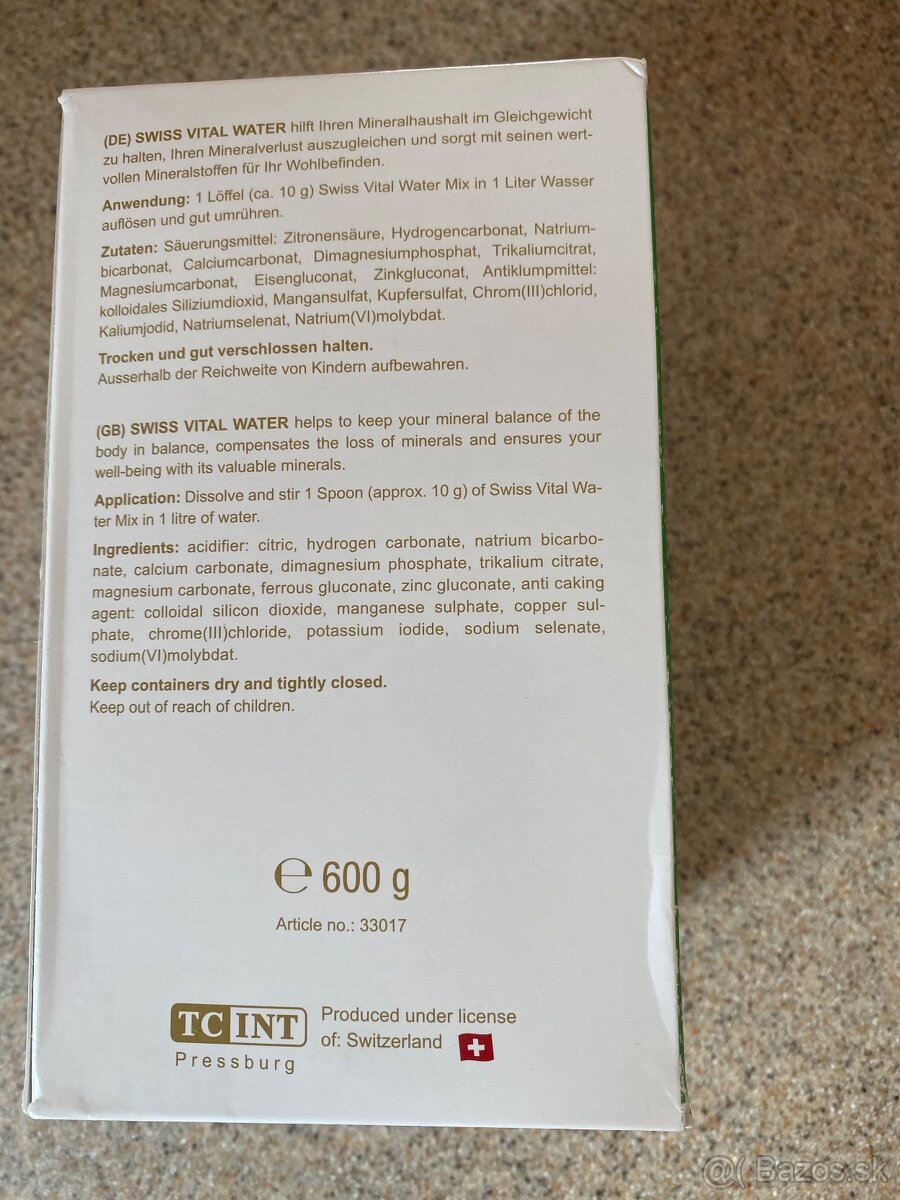 (DE) SWISS VITAL WATER hilft Ihren Mineralhaushalt im Gleichgewicht
zu halten, Ihren Mineralverlust auszugleichen und sorgt mit seinen wert-
vollen Mineralstoffen für Ihr Wohlbefinden.
Anwendung: 1 Löffel (ca. 10 g) Swiss Vital Water Mix in 1 Liter Wasser
auflösen und gut umrühren.
Zutaten: Säuerungsmittel: Zitronensäure, Hydrogencarbonat, Natrium-
bicarbonat, Calciumcarbonat, Dimagnesiumphosphat, Trikaliumcitrat,
Magnesiumcarbonat, Eisengluconat, Zinkgluconat, Antiklumpmittel:
kolloidales Siliziumdioxid, Mangansulfat, Kupfersulfat, Chrom(III)chlorid,
Kaliumjodid, Natriumselenat, Natrium(VI)molybdat.
Trocken und gut verschlossen halten.
Ausserhalb der Reichweite von Kindern aufbewahren.
(GB) SWISS VITAL WATER helps to keep your mineral balance of the
body in balance, compensates the loss of minerals and ensures your
well-being with its valuable minerals.
Application: Dissolve and stir 1 Spoon (approx. 10 g) of Swiss Vital Wa-
ter Mix in 1 litre of water.
Ingredients: acidifier: citric, hydrogen carbonate, natrium bicarbo-
nate, calcium carbonate, dimagnesium phosphate, trikalium citrate,
magnesium carbonate, ferrous gluconate, zinc gluconate, anti caking
agent: colloidal silicon dioxide, manganese sulphate, copper sul-
phate, chrome(III)chloride, potassium iodide, sodium selenate,
sodium(VI)molybdat.
Keep containers dry and tightly closed.
Keep out of reach of children.
℮ 600 g
Article no.: 33017
TC INT
Pressburg
Produced under license
of: Switzerland
@( Bazos.sk